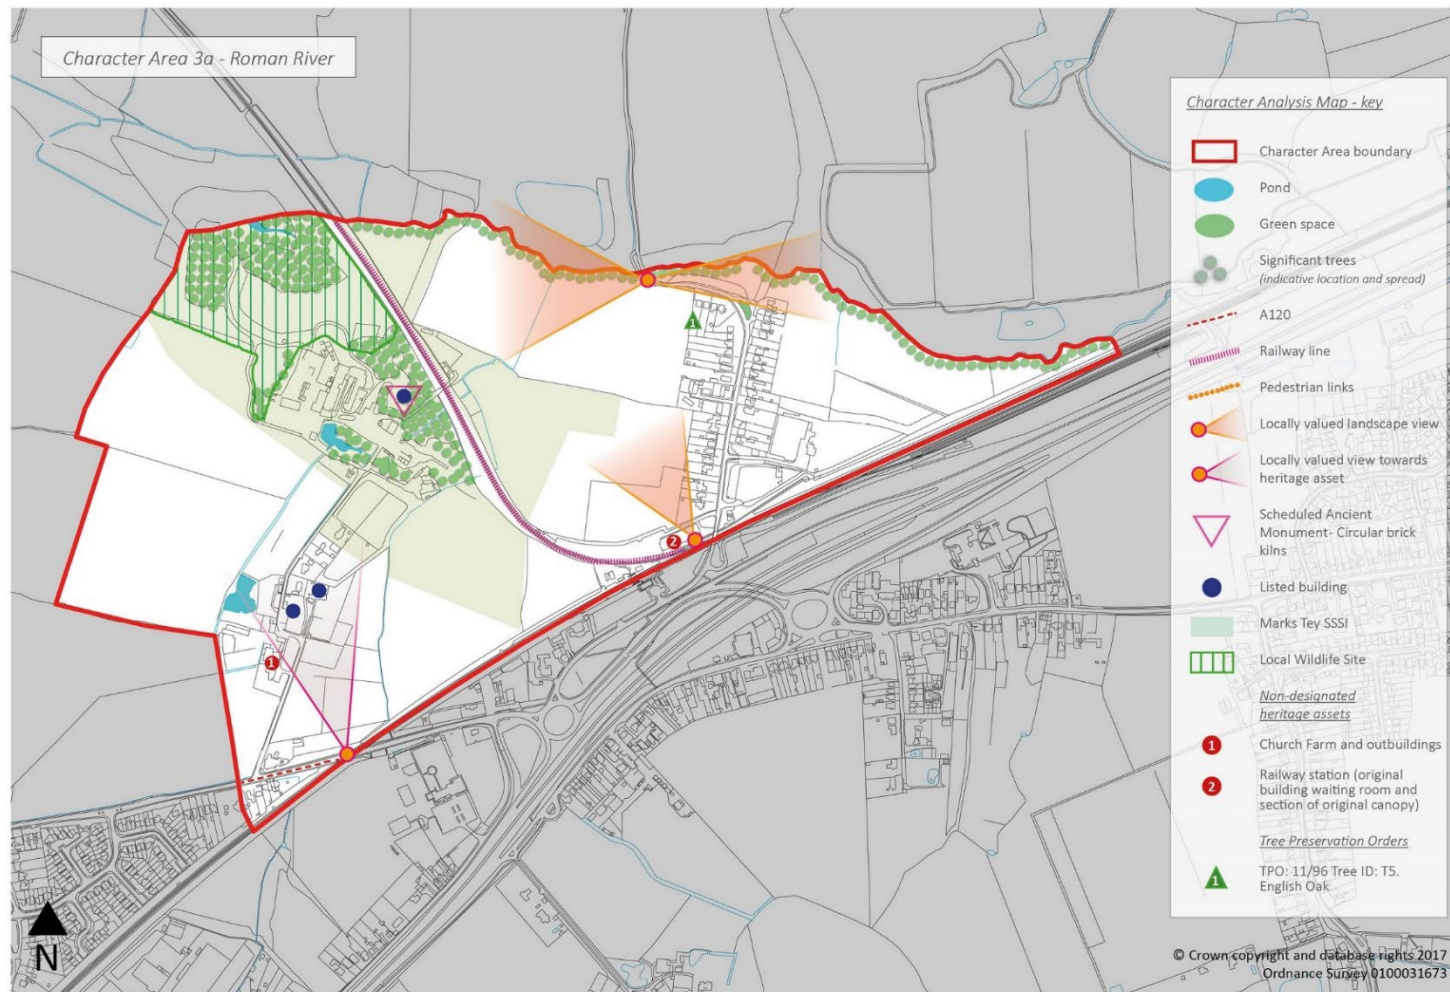 Character Area 3a - Roman River
Character Analysis Map - key
Character Area boundary
Pond
Green space
Significant trees
(indicative location and spread)
A120
Railway line
Pedestrian links
Locally valued landscape view
Locally valued view towards
heritage asset
Scheduled Ancient
Monument- Circular brick
kilns
Listed building
Marks Tey SSSI
Local Wildlife Site
Non-designated
heritage assets
1 Church Farm and outbuildings
2 Railway station (original
building waiting room and
section of original canopy)
Tree Preservation Orders
1 TPO: 11/96 Tree ID: T5.
English Oak
1
2
1
N
© Crown copyright and database rights 2017
Ordnance Survey 0100031673